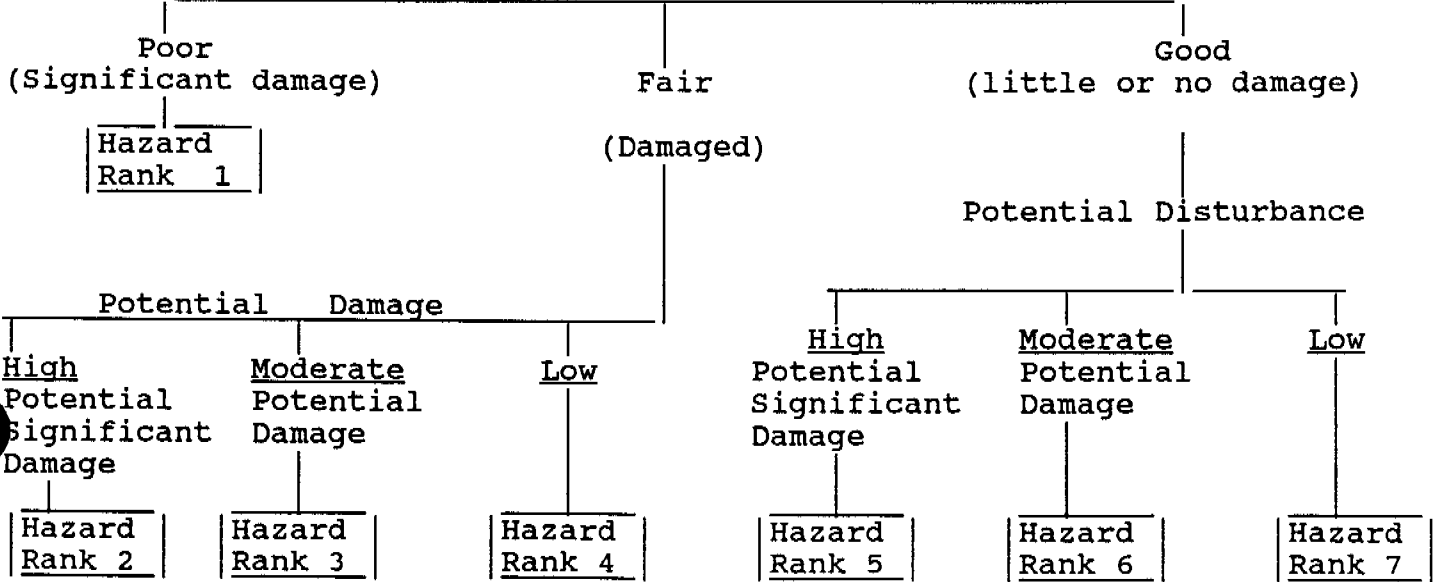 Poor
(Significant damage)
Hazard
Rank 1
Fair
(Damaged)
Good
(little or no damage)
Potential Disturbance
Potential Damage
High
Potential
Significant
Damage
Hazard
Rank 2
Moderate
Potential
Damage
Hazard
Rank 3
Low
Hazard
Rank 4
High
Potential
Significant
Damage
Hazard
Rank 5
Moderate
Potential
Damage
Hazard
Rank 6
Low
Hazard
Rank 7